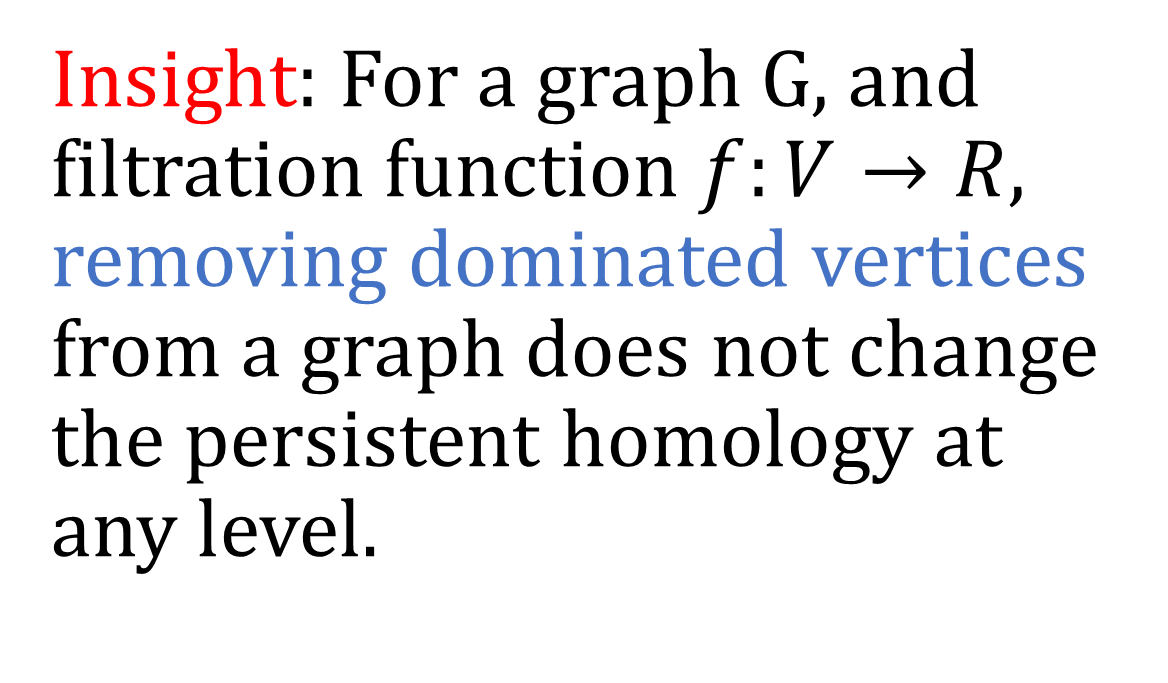 Insight: For a graph G, and
filtration function f: V → R,
removing dominated vertices
from a graph does not change
the persistent homology at
any level.